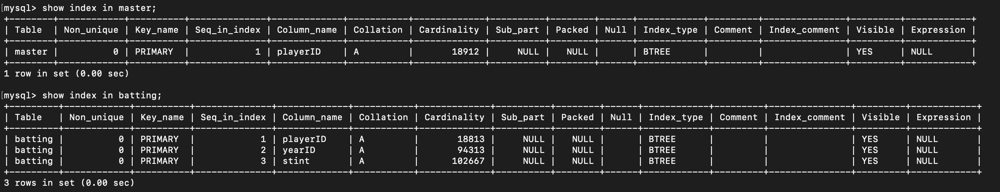 [mysql> show index in master;
+---------+------------+----------+--------------+-------------+-----------+-------------+----------+--------+------+------------+---------+---------------+---------+------------+
| Table   | Non_unique | Key_name | Seq_in_index | Column_name | Collation | Cardinality | Sub_part | Packed | Null | Index_type | Comment | Index_comment | Visible | Expression |
+---------+------------+----------+--------------+-------------+-----------+-------------+----------+--------+------+------------+---------+---------------+---------+------------+
| master |          0 | PRIMARY  |            1 | playerID    | A         |       18912 |     NULL |   NULL |      | BTREE      |         |               | YES     | NULL       |
+---------+------------+----------+--------------+-------------+-----------+-------------+----------+--------+------+------------+---------+---------------+---------+------------+
1 row in set (0.00 sec)
[mysql> show index in batting;
+---------+------------+----------+--------------+-------------+-----------+-------------+----------+--------+------+------------+---------+---------------+---------+------------+
| Table   | Non_unique | Key_name | Seq_in_index | Column_name | Collation | Cardinality | Sub_part | Packed | Null | Index_type | Comment | Index_comment | Visible | Expression |
+---------+------------+----------+--------------+-------------+-----------+-------------+----------+--------+------+------------+---------+---------------+---------+------------+
| batting |          0 | PRIMARY  |            1 | playerID    | A         |       18813 |     NULL |   NULL |      | BTREE      |         |               | YES     | NULL       |
| batting |          0 | PRIMARY  |            2 | yearID      | A         |       94313 |     NULL |   NULL |      | BTREE      |         |               | YES     | NULL       |
| batting |          0 | PRIMARY  |            3 | stint       | A         |      102667 |     NULL |   NULL |      | BTREE      |         |               | YES     | NULL       |
+---------+------------+----------+--------------+-------------+-----------+-------------+----------+--------+------+------------+---------+---------------+---------+------------+
3 rows in set (0.00 sec)